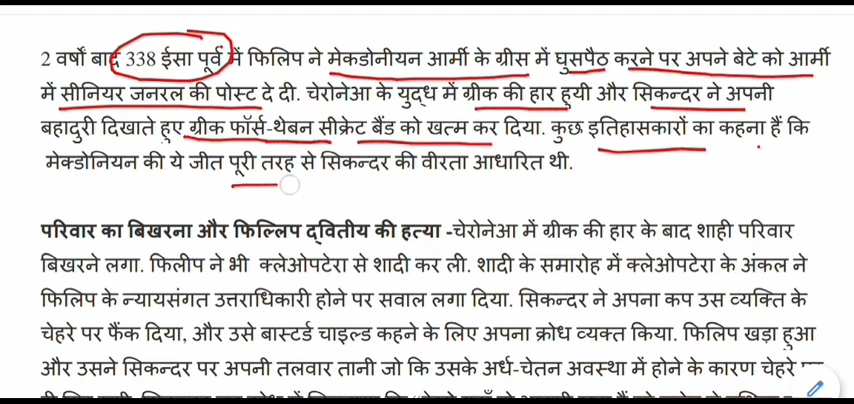 2 वर्षों बाद 338 ईसा पूर्व में फिलिप ने मेकडोनीयन आर्मी के ग्रीस में घुसपैठ करने पर अपने बेटे को आर्मी
में सीनियर जनरल की पोस्ट दे दी. चेरोनेआ के युद्ध में ग्रीक की हार हुयी और सिकन्दर ने अपनी
बहादुरी दिखाते हुए ग्रीक फॉर्स-थेबन सीक्रेट बैंड को खत्म कर दिया. कुछ इतिहासकारों का कहना हैं कि
मेक्डोनियन की ये जीत पूरी तरह से सिकन्दर की वीरता आधारित थी.
परिवार का बिखरना और फिल्लिप द्वितीय की हत्या -चेरोनेआ में ग्रीक की हार के बाद शाही परिवार
बिखरने लगा. फिलीप ने भी क्लेओपटेरा से शादी कर ली. शादी के समारोह में क्लेओपटेरा के अंकल ने
फिलिप के न्यायसंगत उत्तराधिकारी होने पर सवाल लगा दिया. सिकन्दर ने अपना कप उस व्यक्ति के
चेहरे पर फैंक दिया, और उसे बास्टर्ड चाइल्ड कहने के लिए अपना क्रोध व्यक्त किया. फिलिप खड़ा हुआ
और उसने सिकन्दर पर अपनी तलवार तानी जो कि उसके अर्ध-चेतन अवस्था में होने के कारण चेहरे